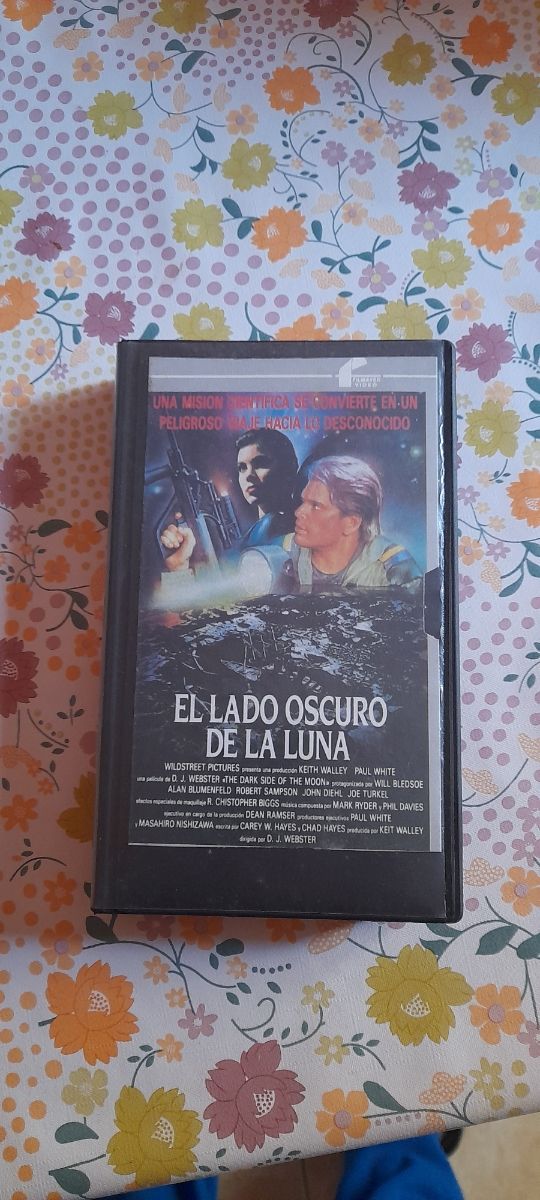 FILMAYER
VIDEO
UNA MISION CIENTIFICA SE CONVIERTE EN UN
PELIGROSO VIAJE HACIA LO DESCONOCIDO
EL LADO OSCURO
DE LA LUNA
WILDSTREET PICTURES presenta una producción KEITH WALLEY PAUL WHITE
una película de D. J. WEBSTER «THE DARK SIDE OF THE MOON» protagonizada por WILL BLEDSOE
ALAN BLUMENFELD ROBERT SAMPSON JOHN DIEHL JOE TURKEL
efectos especiales de maquillaje R. CHISTOPHER BIGGS música compuesta por MARK RYDER y PHIL DAVIES
ejecutivo en cargo de la producción DEAN RAMSER productores ejecutivos PAUL WHITE
y MASAHIRO NISHIZAWA escrita por CAREY W. HAYES y CHAD HAYES producida por KEIT WALLEY
dirigida por D. J. WEBSTER